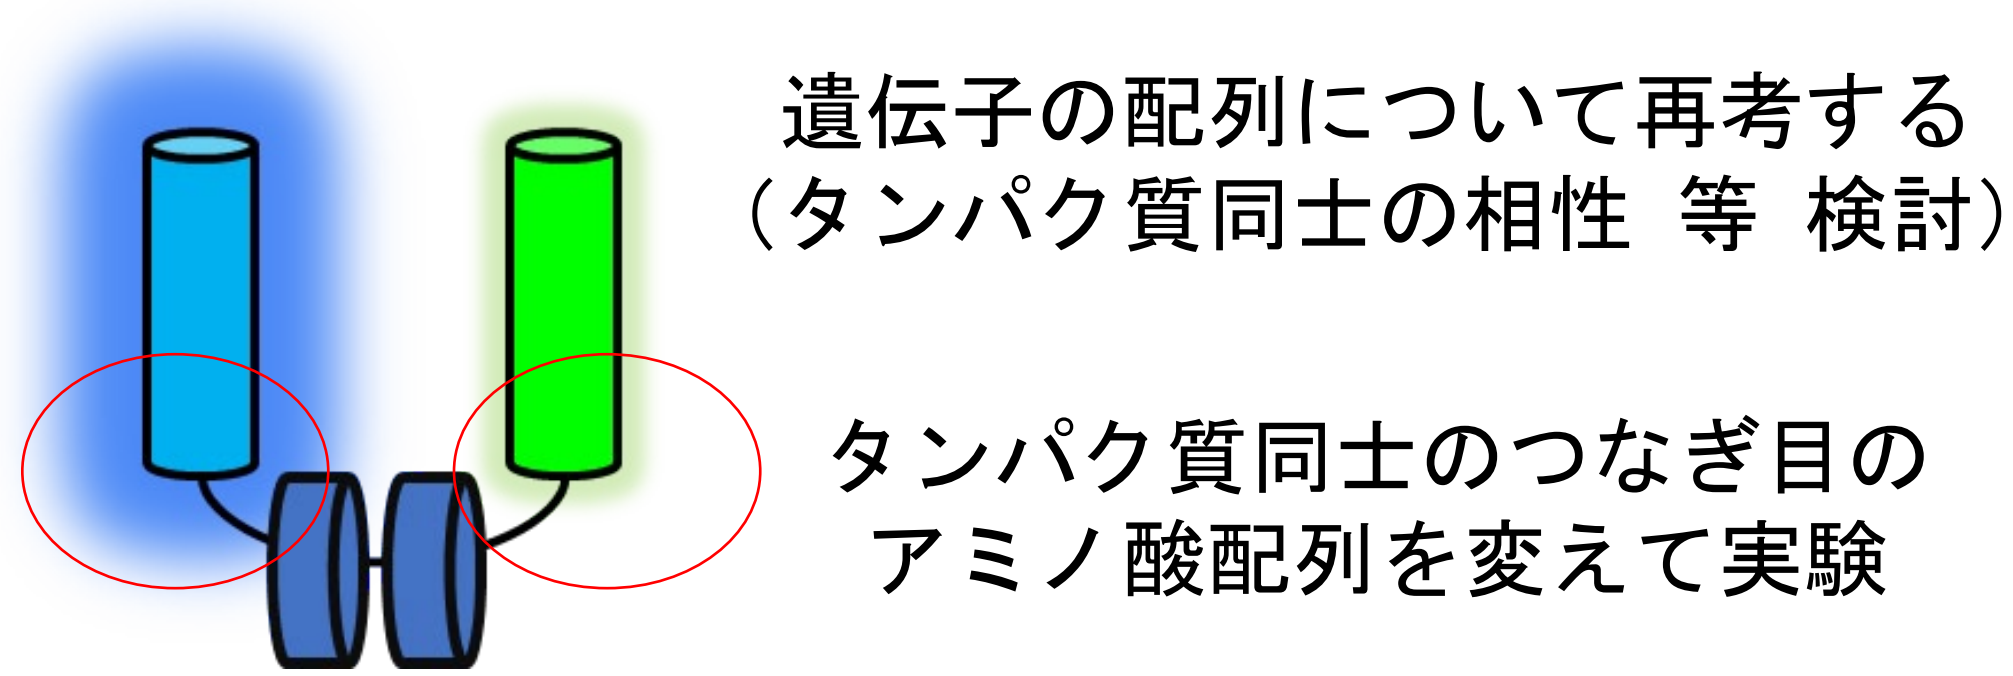 遺伝子の配列について再考する
（タンパク質同士の相性 等 検討）
タンパク質同士のつなぎ目の
アミノ酸配列を変えて実験